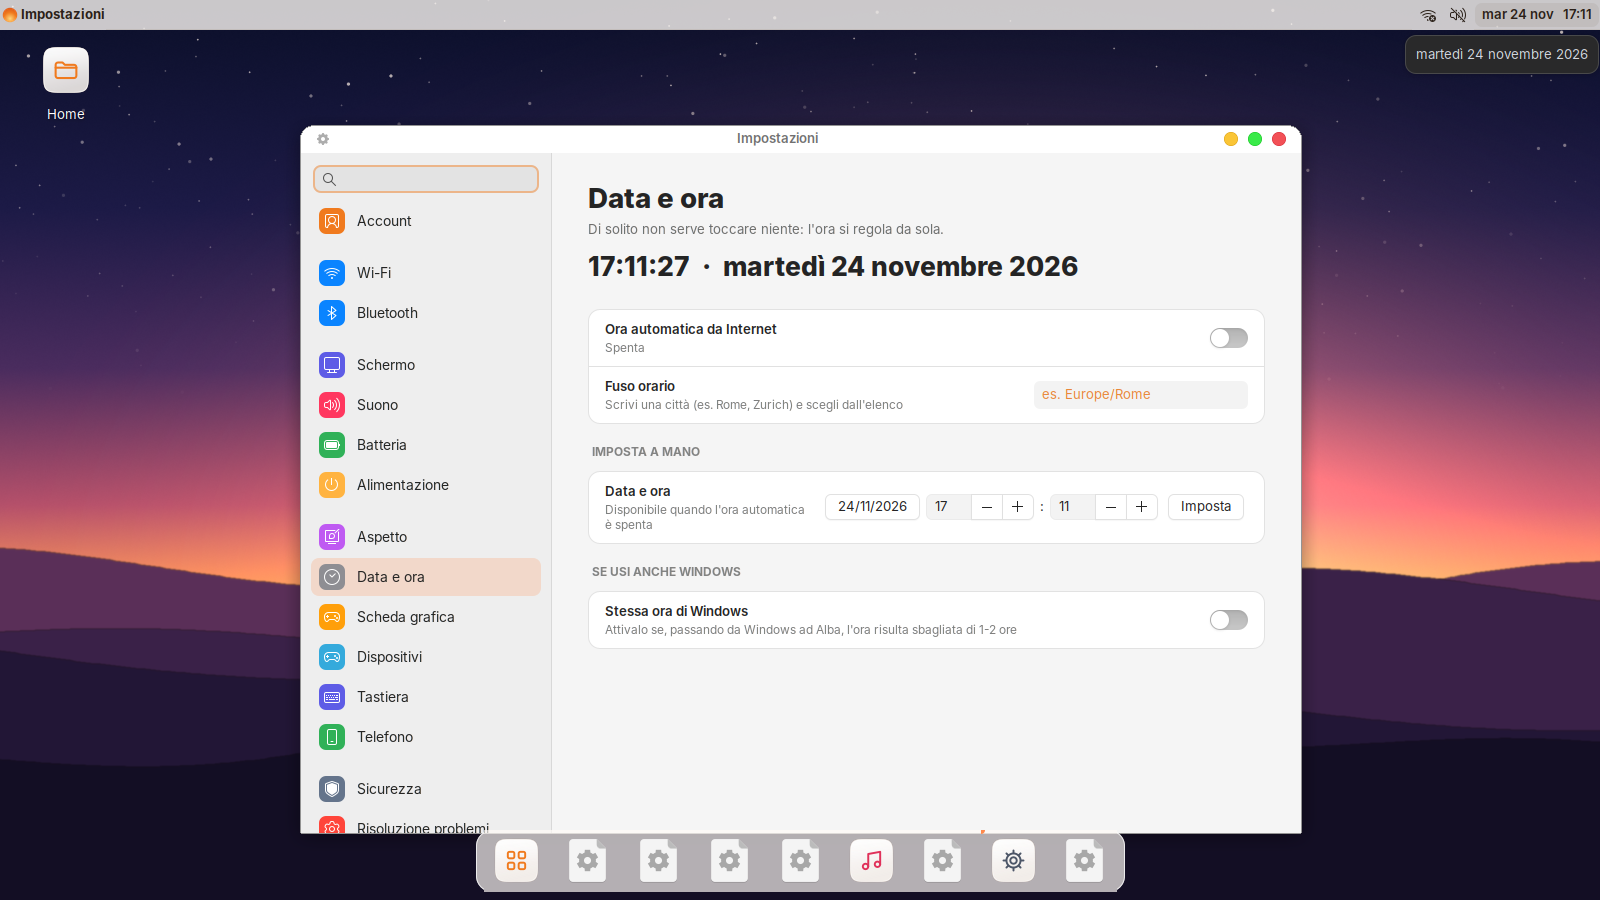 Impostazioni
mar 24 nov 17:11
martedì 24 novembre 2026
Home
Impostazioni
Account
Wi-Fi
Bluetooth
Schermo
Suono
Batteria
Alimentazione
Aspetto
Data e ora
Scheda grafica
Dispositivi
Tastiera
Telefono
Sicurezza
Risoluzione problemi
Data e ora
Di solito non serve toccare niente: l'ora si regola da sola.
17:11:27 · martedì 24 novembre 2026
Ora automatica da Internet
Spenta
Fuso orario
Scrivi una città (es. Rome, Zurich) e scegli dall'elenco
es. Europe/Rome
IMPOSTA A MANO
Data e ora
Disponibile quando l'ora automatica
è spenta
24/11/2026 17 : 11 Imposta
SE USI ANCHE WINDOWS
Stessa ora di Windows
Attivalo se, passando da Windows ad Alba, l'ora risulta sbagliata di 1-2 ore